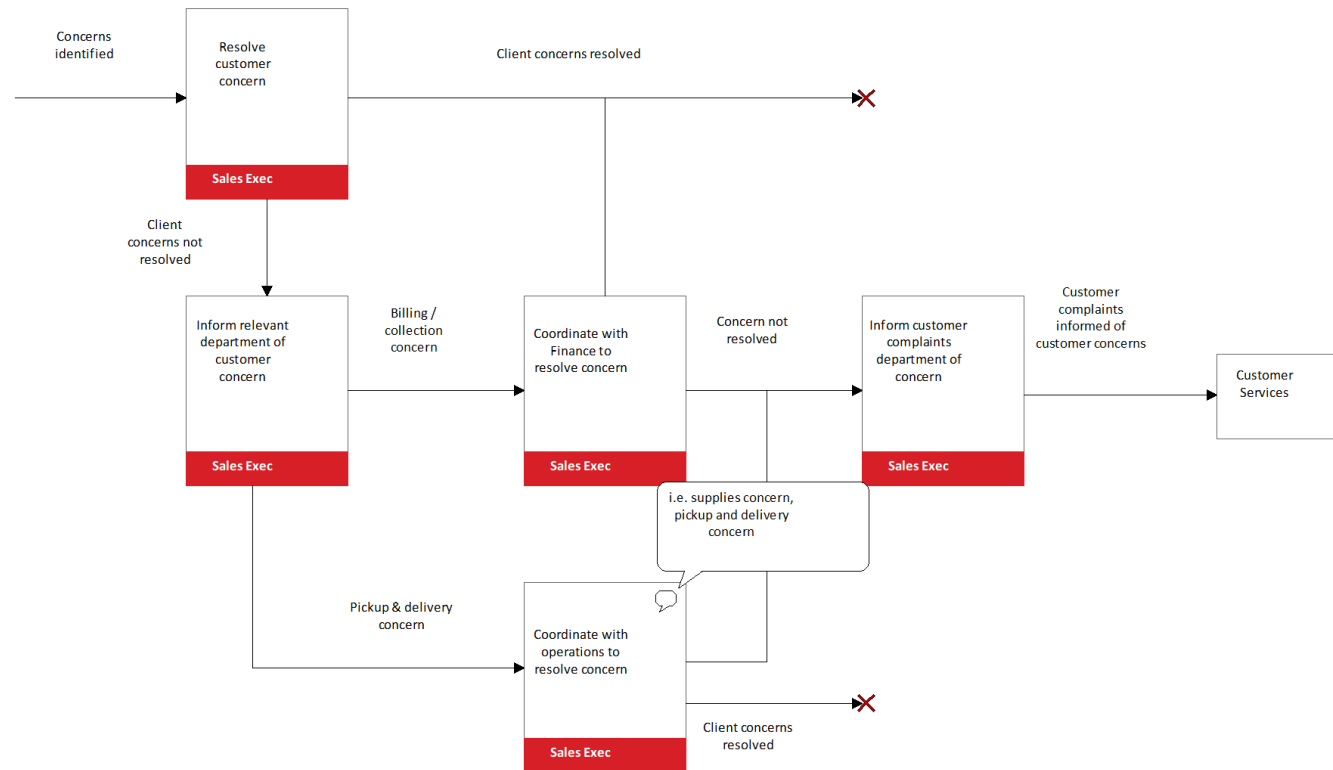 Concerns
identified
Resolve
customer
concern
Client concerns resolved
Sales Exec
Client
concerns not
resolved
Inform relevant
department of
customer
concern
Billing /
collection
concern
Coordinate with
Finance to
resolve concern
Concern not
resolved
Inform customer
complaints
department of
concern
Customer
complaints
informed of
customer concerns
Customer
Services
Sales Exec
Sales Exec
Sales Exec
i.e. supplies concern,
pickup and delivery
concern
Pickup & delivery
concern
Coordinate with
operations to
resolve concern
Client concerns
resolved
Sales Exec